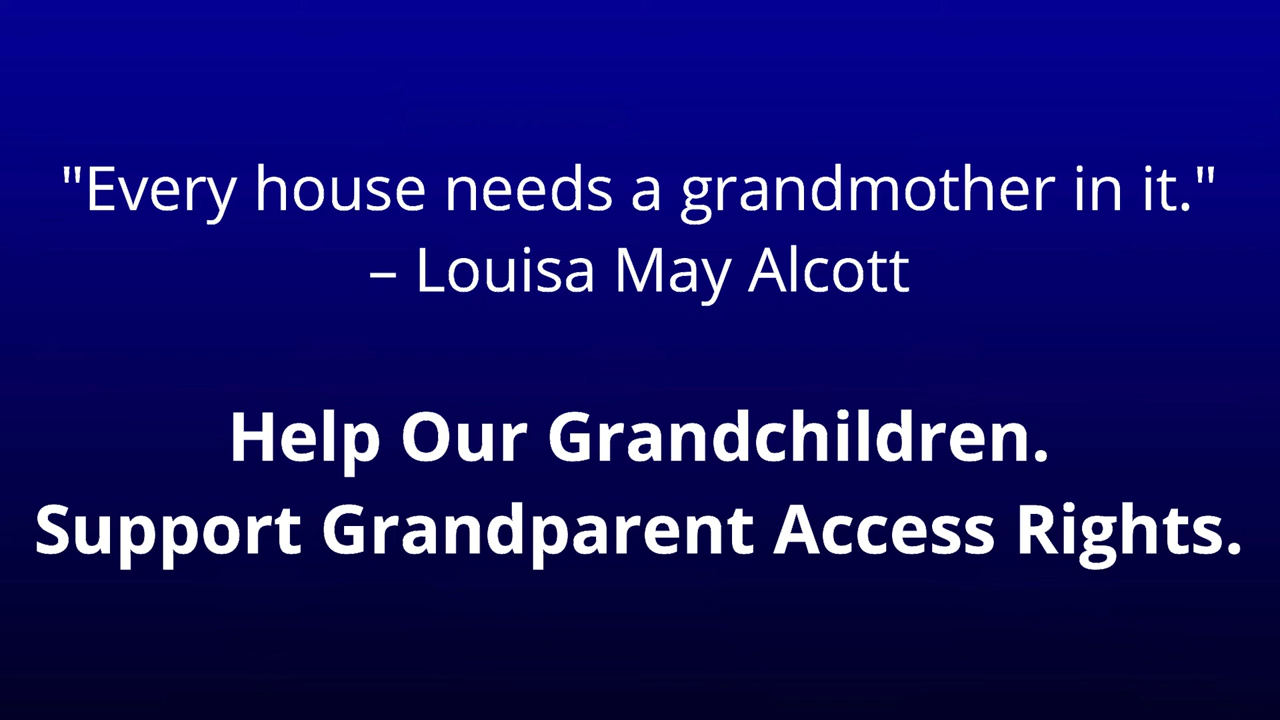 "Every house needs a grandmother in it."
– Louisa May Alcott
Help Our Grandchildren.
Support Grandparent Access Rights.